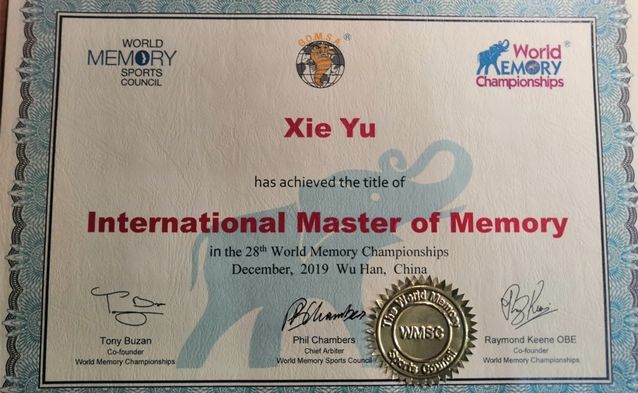 WORLD
MEMORY
SPORTS
COUNCIL
GOMSA
World
MEMORY
Championships
Xie Yu
has achieved the title of
International Master of Memory
in the 28th World Memory Championships
December, 2019 Wu Han, China
Tony Buzan
Co-founder
World Memory Championships
Phil Chambers
Chief Arbiter
World Memory Sports Council
The World Memory
WMSC
Sports Council
Raymond Keene OBE
Co-founder
World Memory Championships